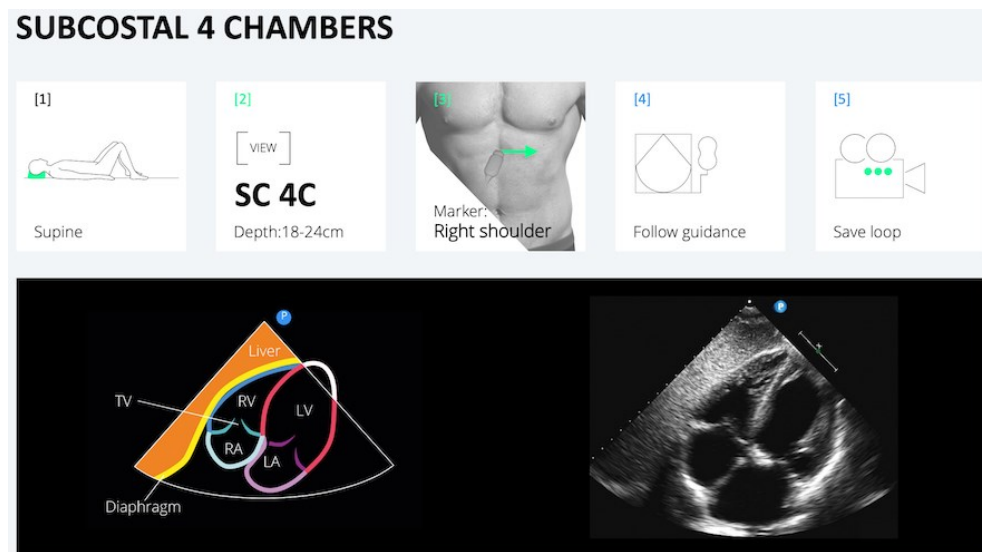 SUBCOSTAL 4 CHAMBERS
[1]
Supine
[2]
VIEW
SC 4C
Depth:18-24cm
[3]
Marker:
Right shoulder
[4]
Follow guidance
[5]
Save loop
P
Liver
TV
RV
LV
RA
LA
Diaphragm
P